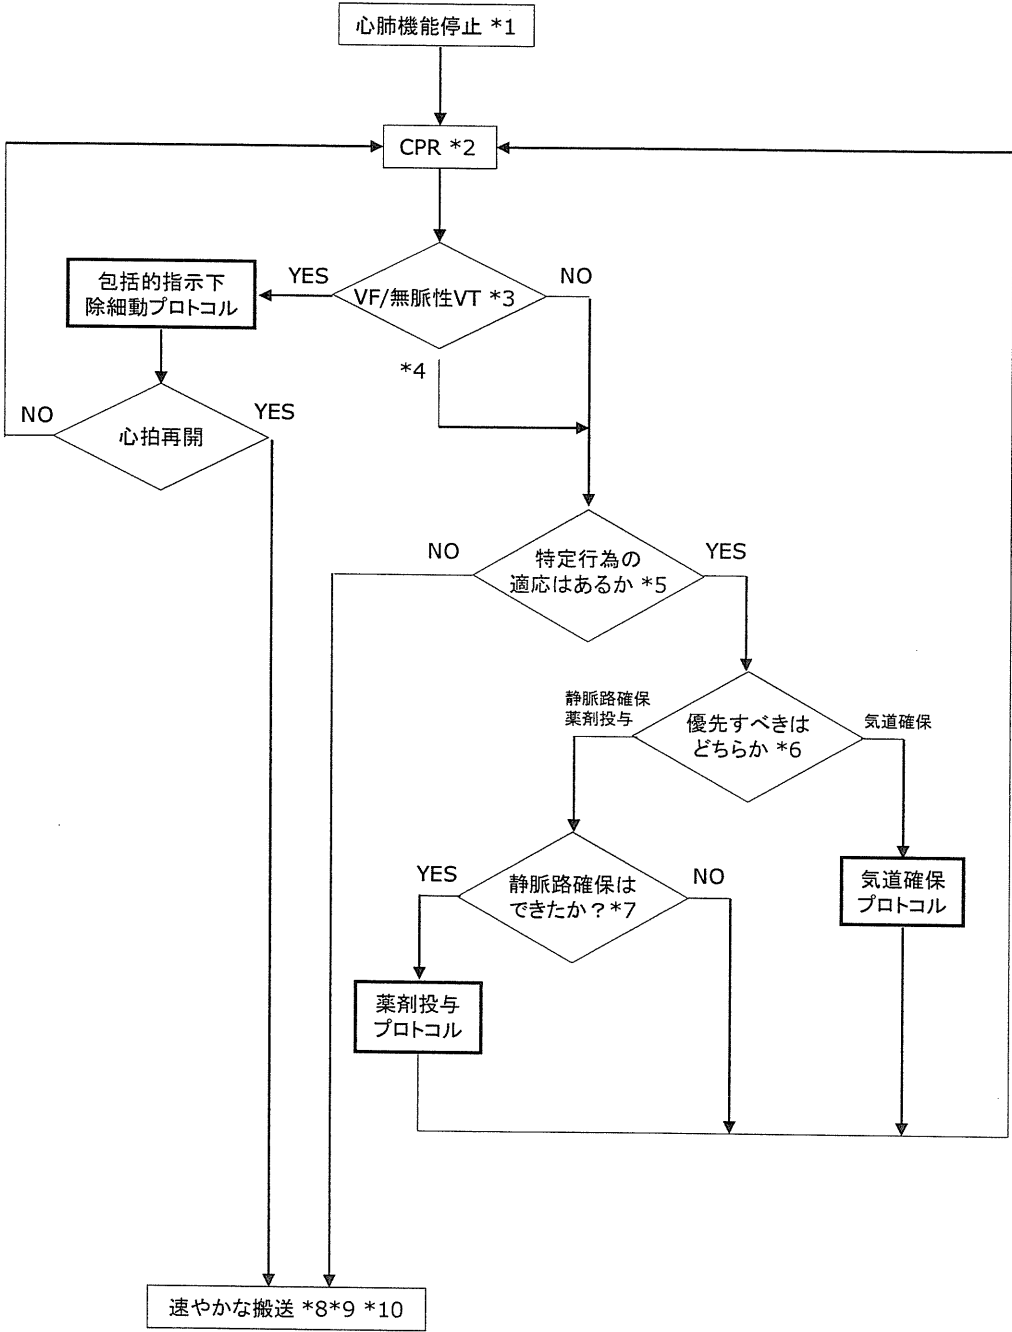 心肺機能停止 *1
CPR *2
YES
NO
VF/無脈性VT *3
包括的指示下
除細動プロトコル
*4
NO
YES
心拍再開
NO
YES
特定行為の
適応はあるか *5
静脈路確保
薬剤投与
優先すべきは
どちらか *6
気道確保
YES
NO
静脈路確保は
できたか？*7
気道確保
プロトコル
薬剤投与
プロトコル
速やかな搬送 *8*9 *10